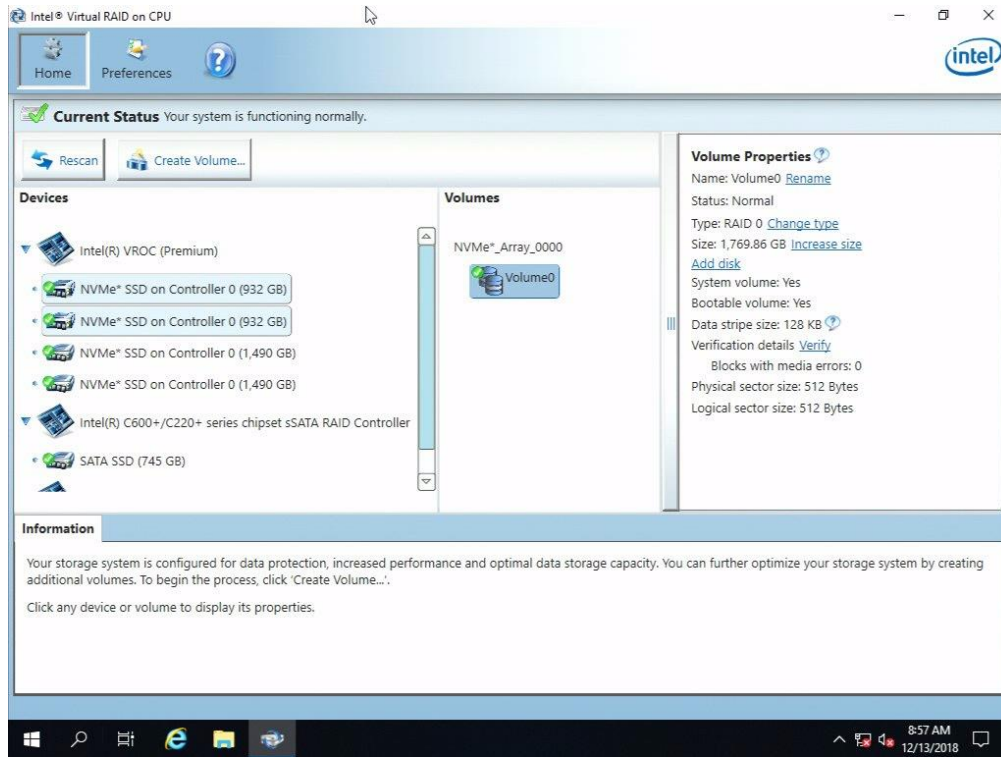 Intel® Virtual RAID on CPU
Home
Preferences
?
intel
Current Status Your system is functioning normally.
Rescan
Create Volume...
Devices
Intel(R) VROC (Premium)
NVMe* SSD on Controller 0 (932 GB)
NVMe* SSD on Controller 0 (932 GB)
NVMe* SSD on Controller 0 (1,490 GB)
NVMe* SSD on Controller 0 (1,490 GB)
Intel(R) C600+/C220+ series chipset sSATA RAID Controller
SATA SSD (745 GB)
Volumes
NVMe*_Array_0000
Volume0
Volume Properties ?
Name: Volume0 Rename
Status: Normal
Type: RAID 0 Change type
Size: 1,769.86 GB Increase size
Add disk
System volume: Yes
Bootable volume: Yes
Data stripe size: 128 KB ?
Verification details Verify
Blocks with media errors: 0
Physical sector size: 512 Bytes
Logical sector size: 512 Bytes
Information
Your storage system is configured for data protection, increased performance and optimal data storage capacity. You can further optimize your storage system by creating
additional volumes. To begin the process, click 'Create Volume...'.
Click any device or volume to display its properties.
8:57 AM
12/13/2018